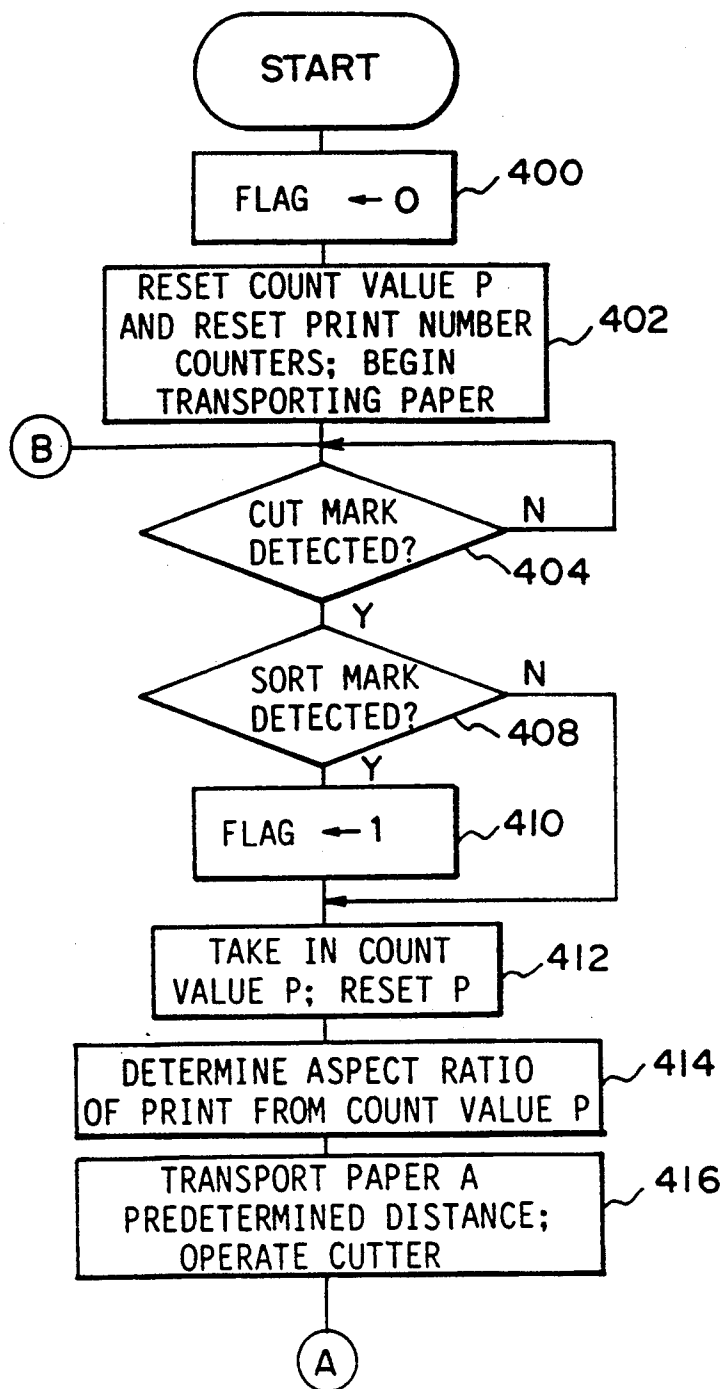 START
FLAG ← 0
400
RESET COUNT VALUE P
AND RESET PRINT NUMBER
COUNTERS; BEGIN
TRANSPORTING PAPER
402
B
CUT MARK
DETECTED?
N
404
Y
SORT MARK
DETECTED?
N
408
Y
FLAG ← 1
410
TAKE IN COUNT
VALUE P; RESET P
412
DETERMINE ASPECT RATIO
OF PRINT FROM COUNT VALUE P
414
TRANSPORT PAPER A
PREDETERMINED DISTANCE;
OPERATE CUTTER
416
A